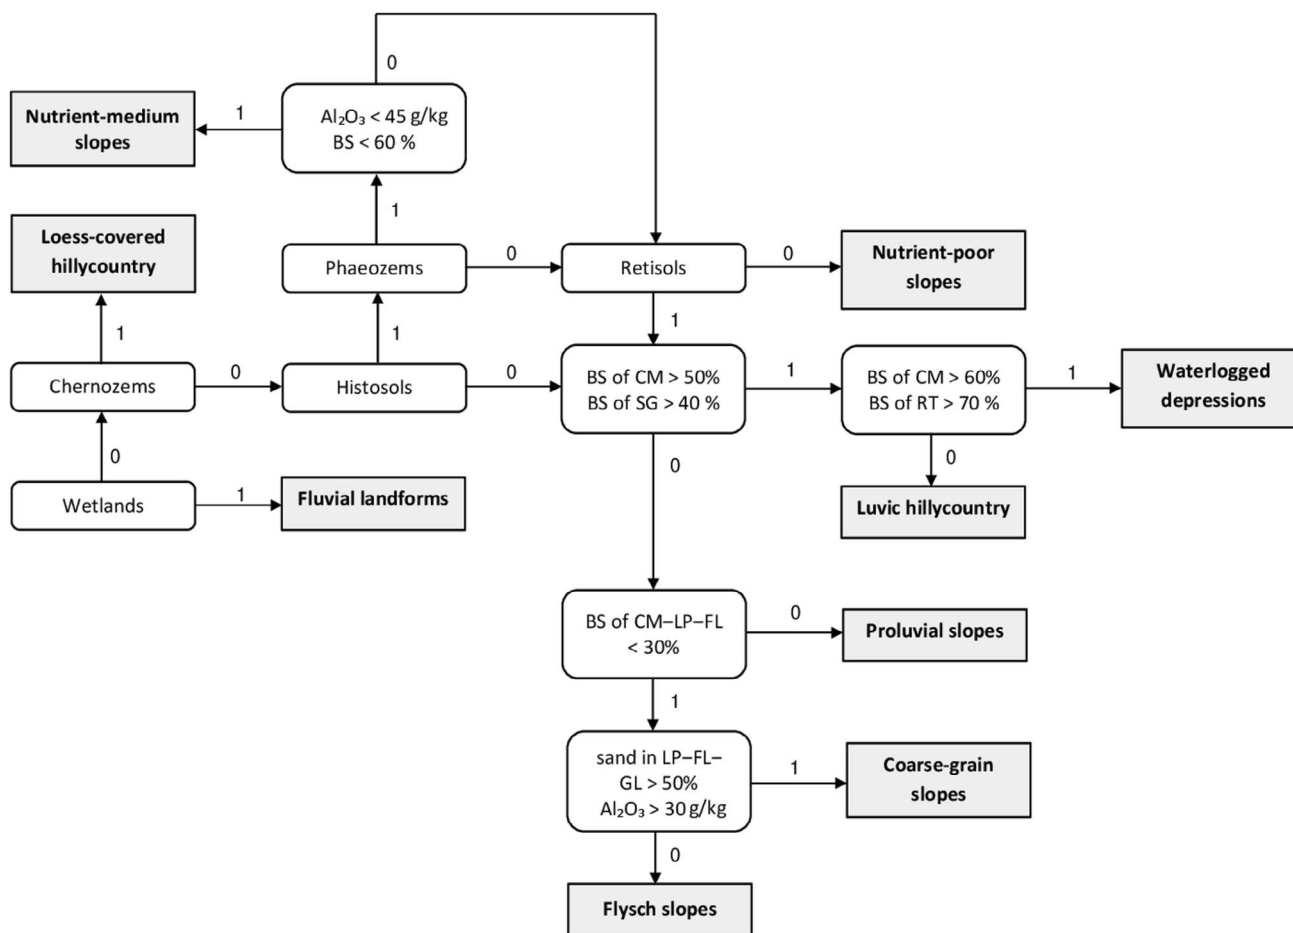 0
Nutrient-medium
slopes
1
Al₂O₃ < 45 g/kg
BS < 60 %
1
Loess-covered
hillycountry
Phaeozems
0
Retisols
0
Nutrient-poor
slopes
1
1
1
Chernozems
0
Histosols
0
BS of CM > 50%
BS of SG > 40 %
1
BS of CM > 60%
BS of RT > 70 %
1
Waterlogged
depressions
0
0
0
Wetlands
1
Fluvial landforms
Luvic hillycountry
BS of CM–LP–FL
< 30%
0
Proluvial slopes
1
sand in LP–FL–
GL > 50%
Al₂O₃ > 30 g/kg
1
Coarse-grain
slopes
0
Flysch slopes